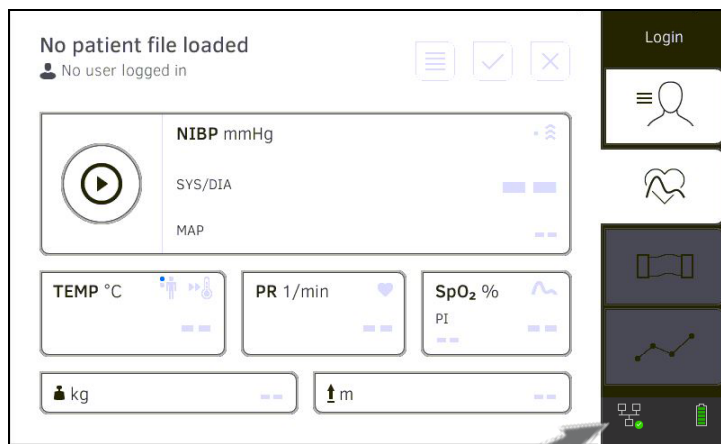 No patient file loaded
No user logged in
Login
NIBP mmHg
SYS/DIA
-- --
MAP
--
TEMP °C
--
PR 1/min
--
SpO₂ %
PI
--
--
kg
--
m
--